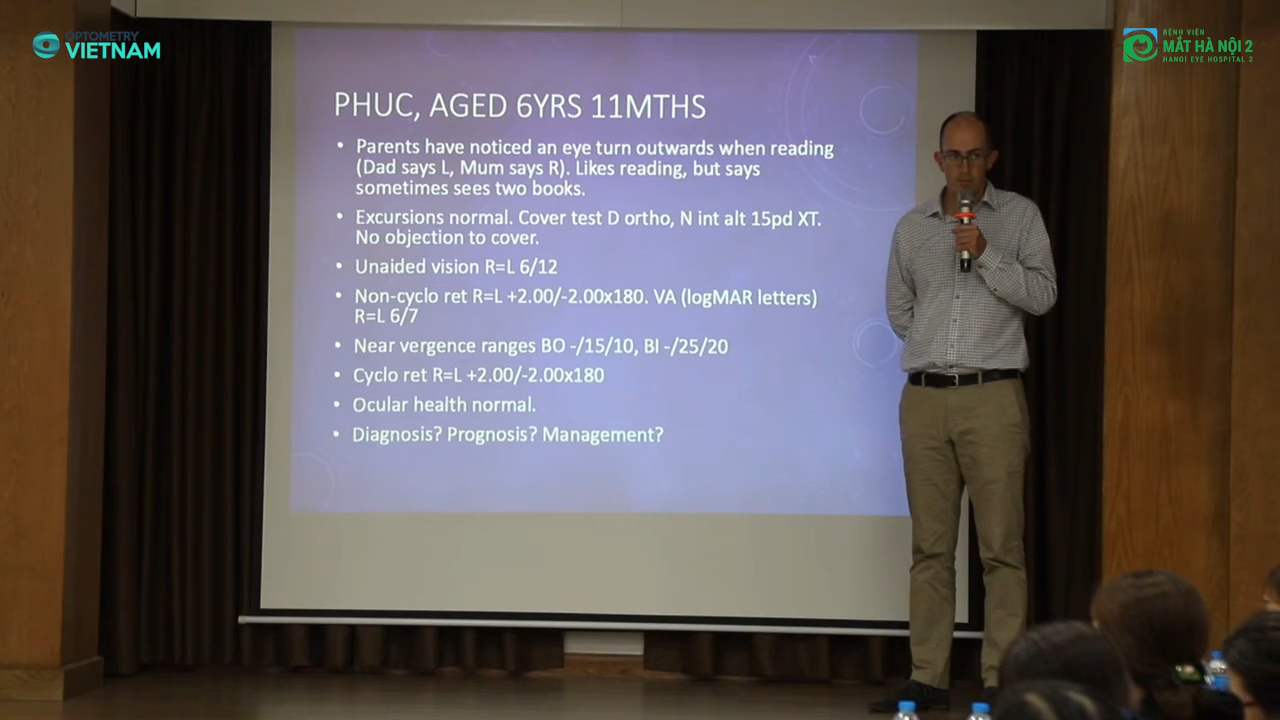 OPTOMETRY
VIETNAM
BỆNH VIỆN
MẮT HÀ NỘI 2
HANOI EYE HOSPITAL 2
PHUC, AGED 6YRS 11MTHS
• Parents have noticed an eye turn outwards when reading
(Dad says L, Mum says R). Likes reading, but says
sometimes sees two books.
• Excursions normal. Cover test D ortho, N int alt 15pd XT.
No objection to cover.
• Unaided vision R=L 6/12
• Non-cyclo ret R=L +2.00/-2.00x180. VA (logMAR letters)
R=L 6/7
• Near vergence ranges BO -/15/10, BI -/25/20
• Cyclo ret R=L +2.00/-2.00x180
• Ocular health normal.
• Diagnosis? Prognosis? Management?